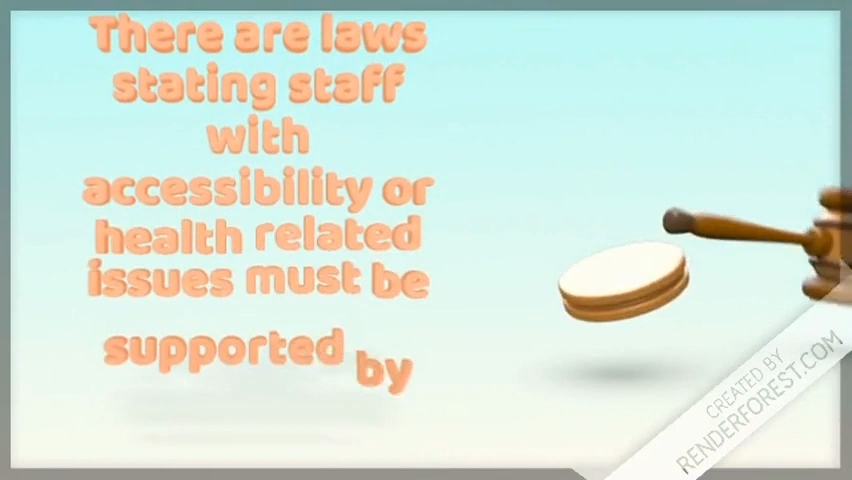 There are laws
stating staff
with
accessibility or
health related
issues must be
supported by
CREATED BY
RENDERFOREST.COM